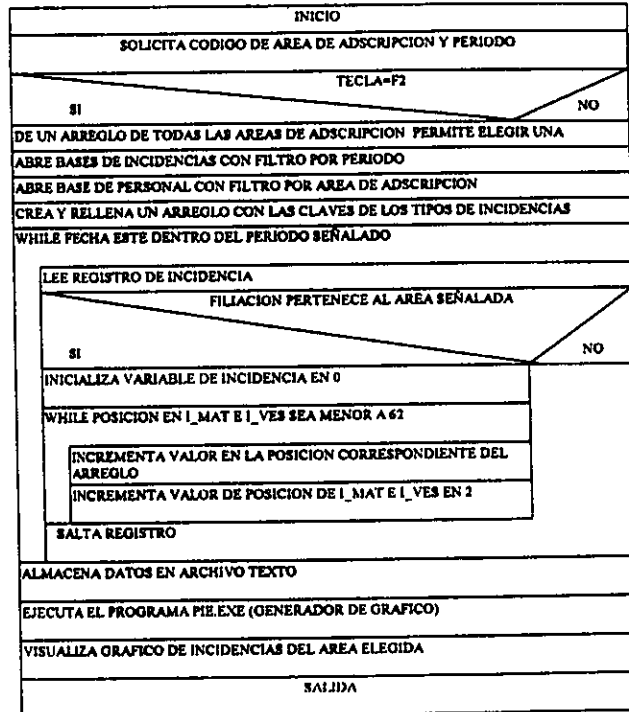 INICIO
SOLICITA CODIGO DE AREA DE ADSCRIPCION Y PERIODO
TECLA=F2
SI
NO
DE UN ARREGLO DE TODAS LAS AREAS DE ADSCRIPCION PERMITE ELEGIR UNA
ABRE BASES DE INCIDENCIAS CON FILTRO POR PERIODO
ABRE BASE DE PERSONAL CON FILTRO POR AREA DE ADSCRIPCION
CREA Y RELLENA UN ARREGLO CON LAS CLAVES DE LOS TIPOS DE INCIDENCIAS
WHILE FECHA ESTE DENTRO DEL PERIODO SEÑALADO
LEE REGISTRO DE INCIDENCIA
FILIACION PERTENECE AL AREA SEÑALADA
SI
NO
INICIALIZA VARIABLE DE INCIDENCIA EN 0
WHILE POSICION EN I_MAT E I_VES SEA MENOR A 62
INCREMENTA VALOR EN LA POSICION CORRESPONDIENTE DEL
ARREGLO
INCREMENTA VALOR DE POSICION DE I_MAT E I_VES EN 2
SALTA REGISTRO
ALMACENA DATOS EN ARCHIVO TEXTO
EJECUTA EL PROGRAMA PIE.EXE (GENERADOR DE GRAFICO)
VISUALIZA GRAFICO DE INCIDENCIAS DEL AREA ELEGIDA
SALIDA